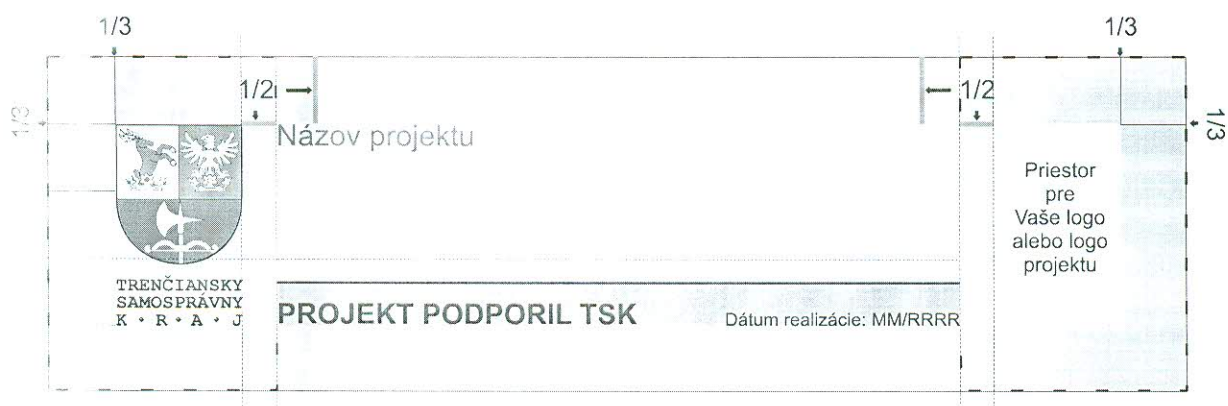 1/3
1/3
1/2
1/2
1/3
1/3
Názov projektu
Priestor
pre
Vaše logo
alebo logo
projektu
TRENČIANSKY
SAMOSPRÁVNY
K • R • A • J
PROJEKT PODPORIL TSK
Dátum realizácie: MM/RRRR